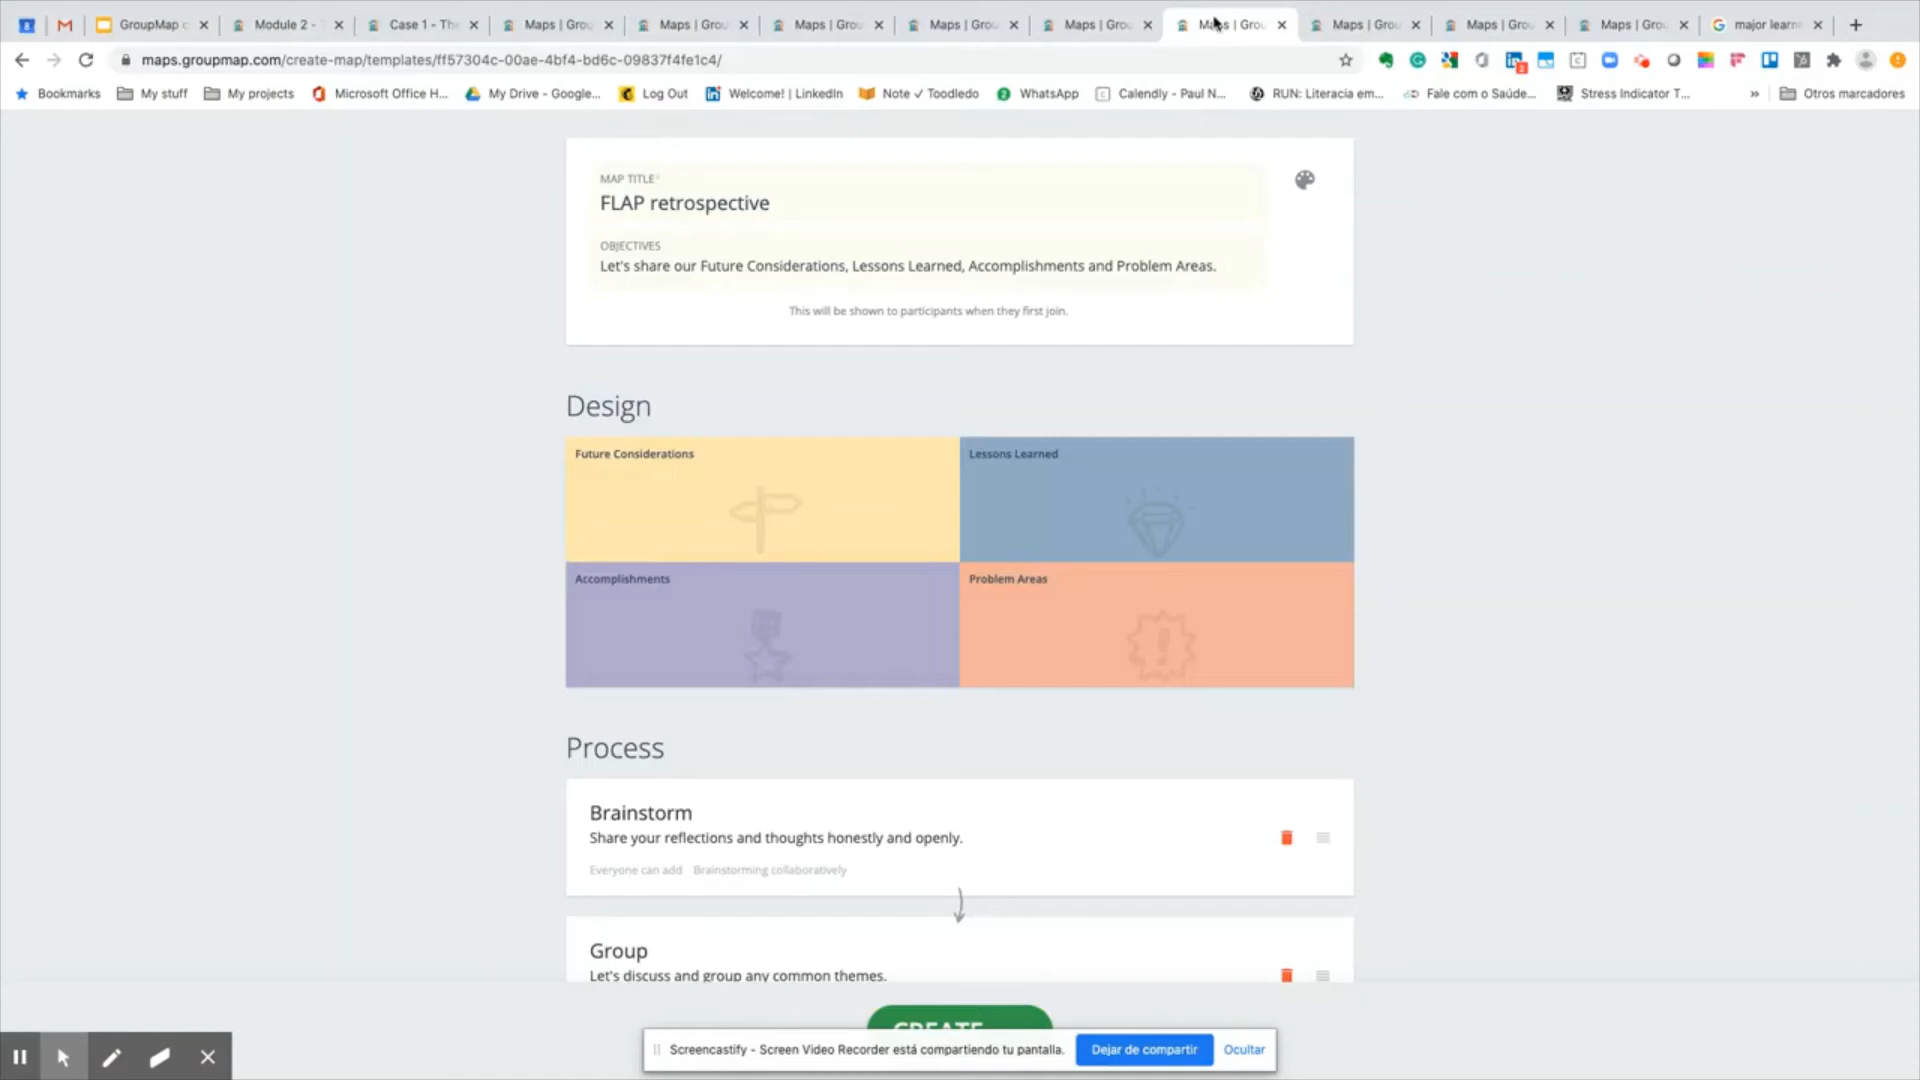 GroupMap c
Module 2 -
Case 1 - The
Maps | Grou
Maps | Grou
Maps | Grou
Maps | Grou
Maps | Grou
Maps | Grou
Maps | Grou
Maps | Grou
Maps | Grou
major learn
maps.groupmap.com/create-map/templates/ff57304c-00ae-4bf4-bd6c-09837f4fe1c4/
Bookmarks
My stuff
My projects
Microsoft Office H...
My Drive - Google...
Log Out
Welcome! | LinkedIn
Note ✓ Toodledo
WhatsApp
Calendly - Paul N...
RUN: Literacia em...
Fale com o Saúde...
Stress Indicator T...
»
Otros marcadores
MAP TITLE*
FLAP retrospective
OBJECTIVES
Let's share our Future Considerations, Lessons Learned, Accomplishments and Problem Areas.
This will be shown to participants when they first join.
Design
Future Considerations
Lessons Learned
Accomplishments
Problem Areas
Process
Brainstorm
Share your reflections and thoughts honestly and openly.
Everyone can add Brainstorming collaboratively
Group
Let's discuss and group any common themes.
CREATE
Screencastify - Screen Video Recorder está compartiendo tu pantalla.
Dejar de compartir
Ocultar